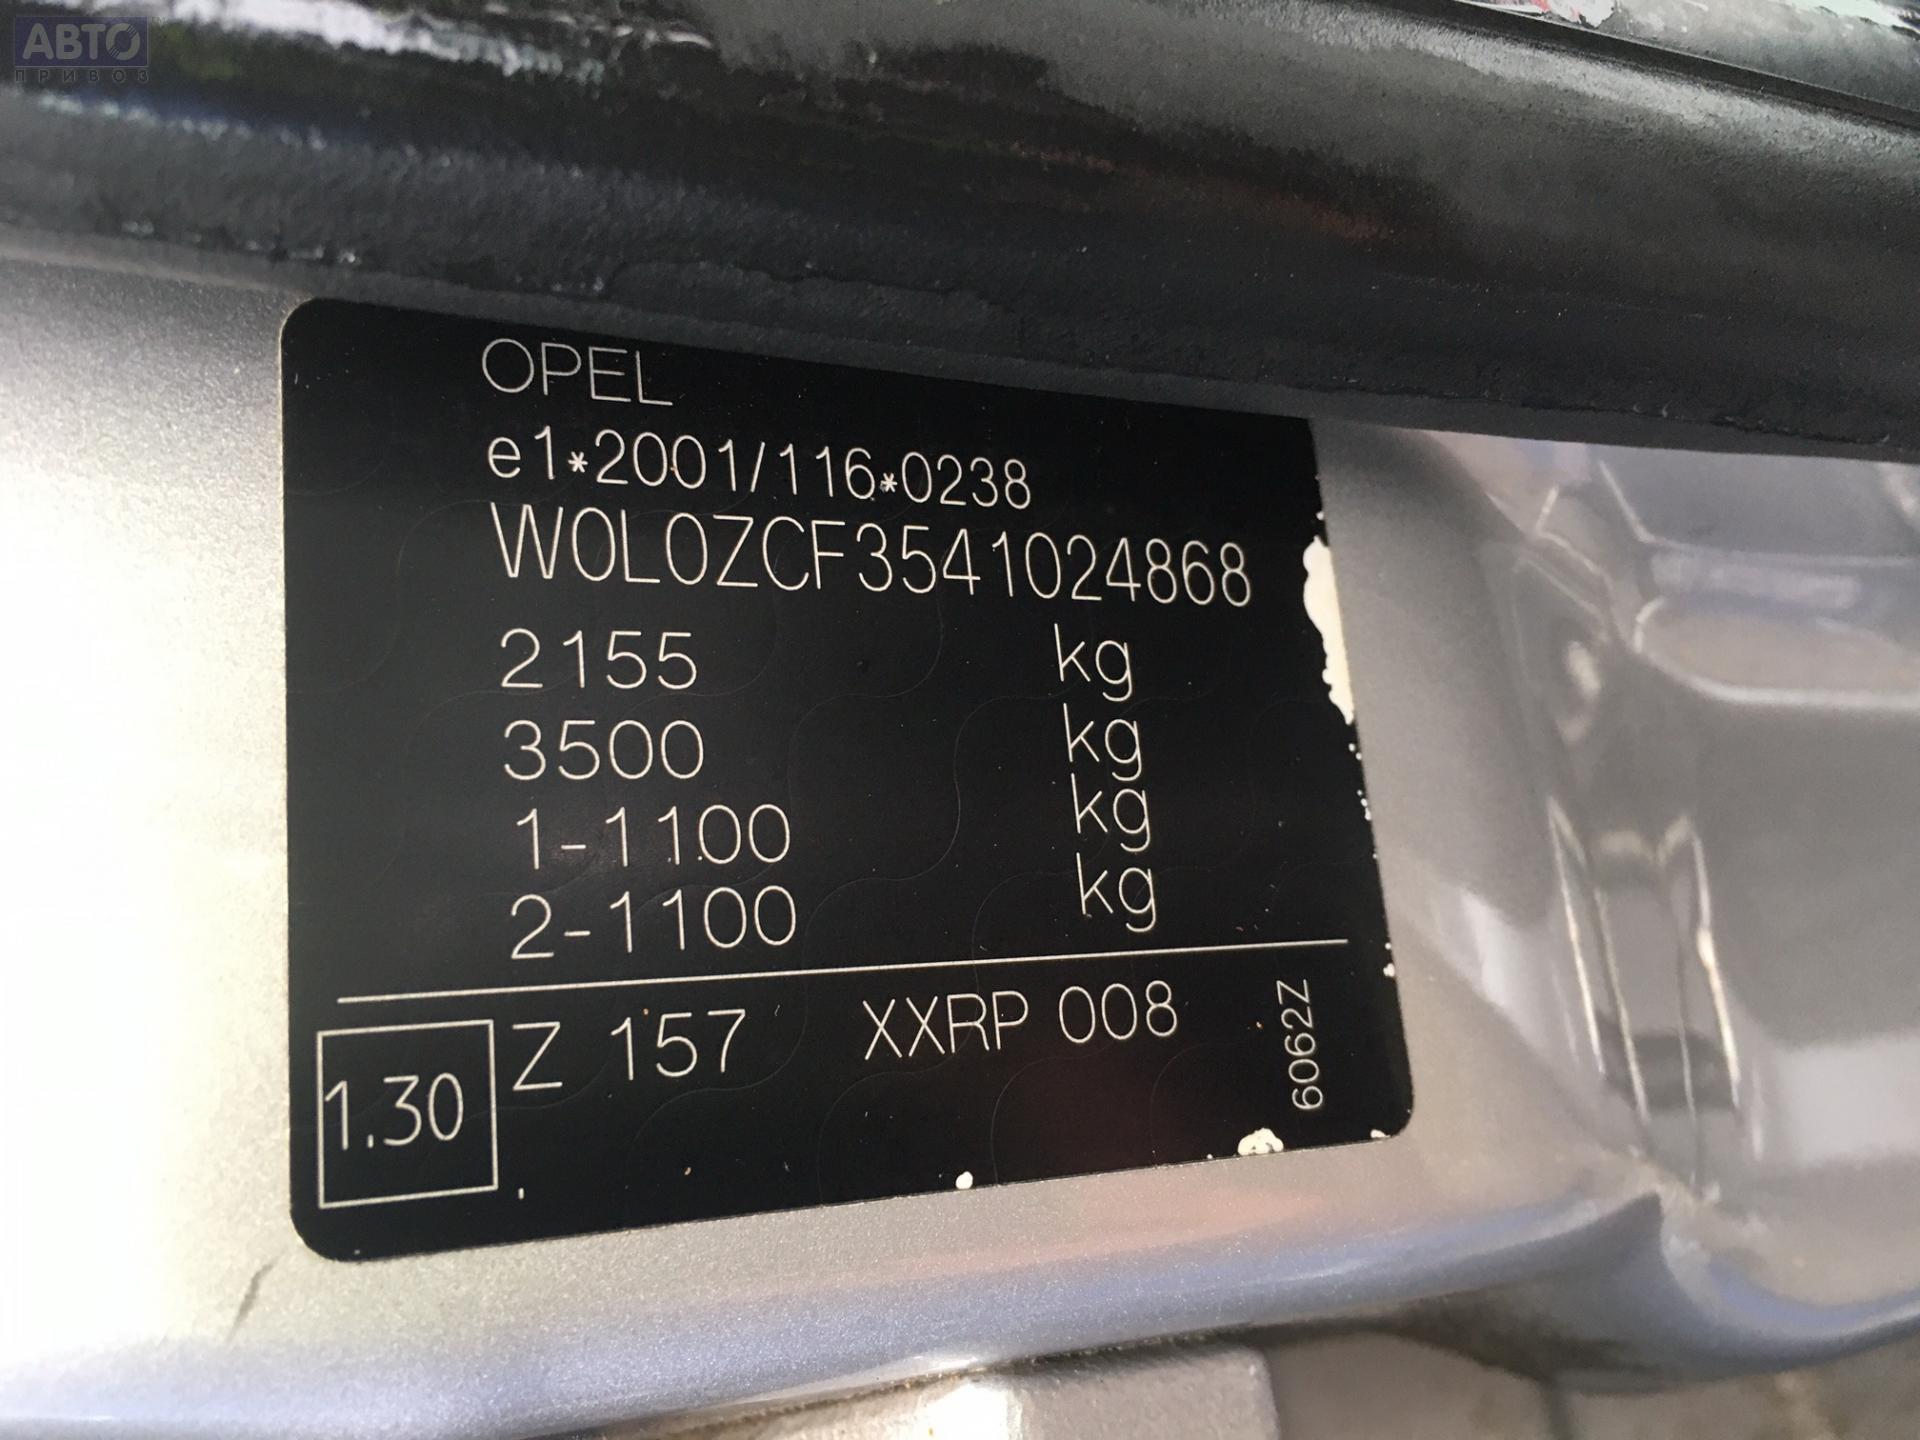 АВТО
ПРИВОЗ
OPEL
e1*2001/116*0238
W0L0ZCF3541024868
2155 kg
3500 kg
1-1100 kg
2-1100 kg
1.30
Z 157 XXRP 008
6062Z